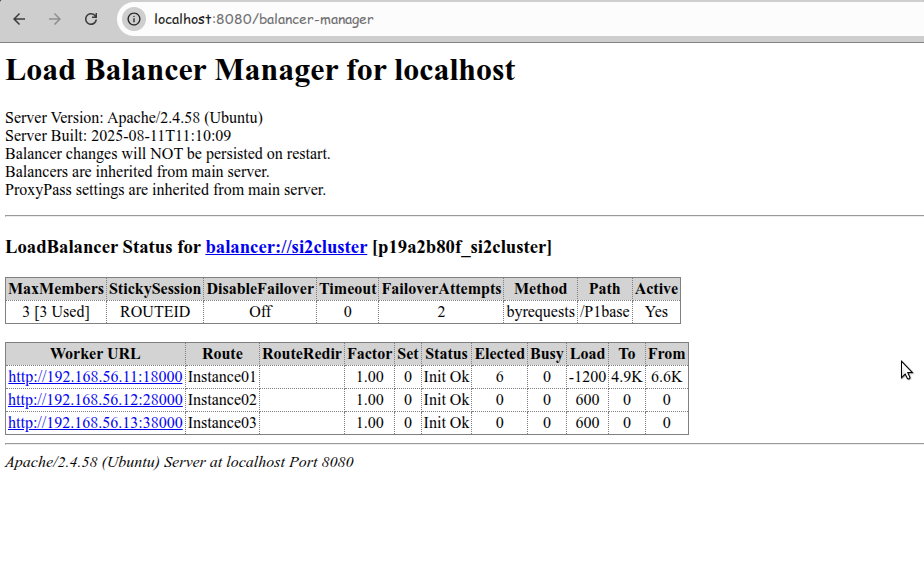 localhost:8080/balancer-manager
Load Balancer Manager for localhost
Server Version: Apache/2.4.58 (Ubuntu)
Server Built: 2025-08-11T11:10:09
Balancer changes will NOT be persisted on restart.
Balancers are inherited from main server.
ProxyPass settings are inherited from main server.
LoadBalancer Status for balancer://si2cluster [p19a2b80f_si2cluster]
MaxMembers StickySession DisableFailover Timeout FailoverAttempts Method Path Active
3 [3 Used] ROUTEID Off 0 2 byrequests /P1base Yes
Worker URL Route RouteRedir Factor Set Status Elected Busy Load To From
http://192.168.56.11:18000 Instance01 1.00 0 Init Ok 6 0 -1200 4.9K 6.6K
http://192.168.56.12:28000 Instance02 1.00 0 Init Ok 0 0 600 0 0
http://192.168.56.13:38000 Instance03 1.00 0 Init Ok 0 0 600 0 0
Apache/2.4.58 (Ubuntu) Server at localhost Port 8080